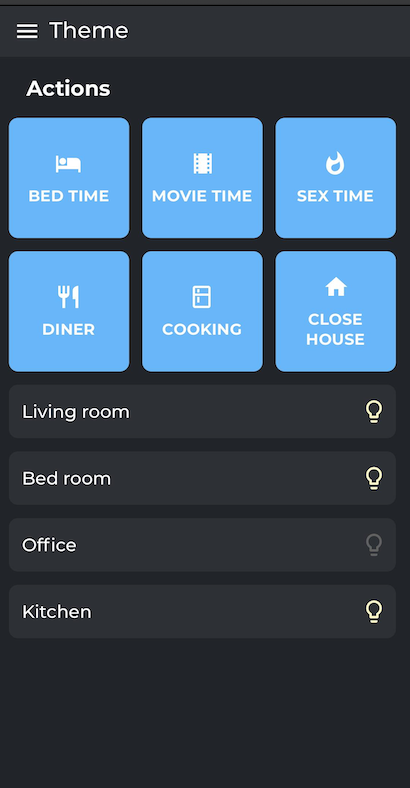 Theme
Actions
BED TIME
MOVIE TIME
SEX TIME
DINER
COOKING
CLOSE
HOUSE
Living room
Bed room
Office
Kitchen